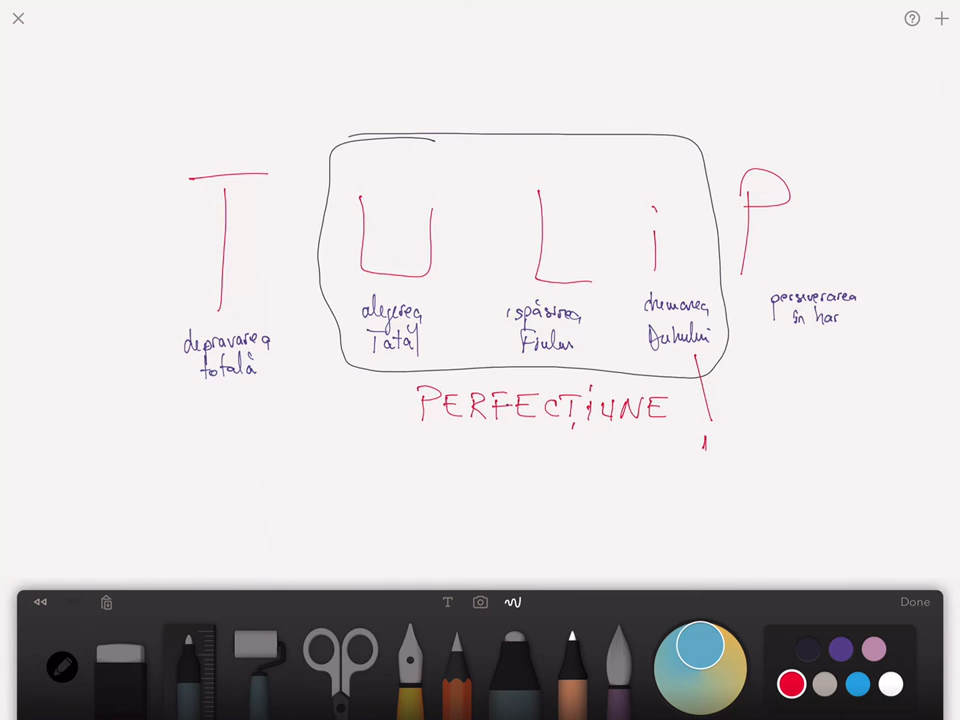 T U L i P
depravarea
totală
alegerea
Tatăl
ispășirea
Fiului
chemarea
Duhului
perseverarea
în har
PERFECȚIUNE
T
Done